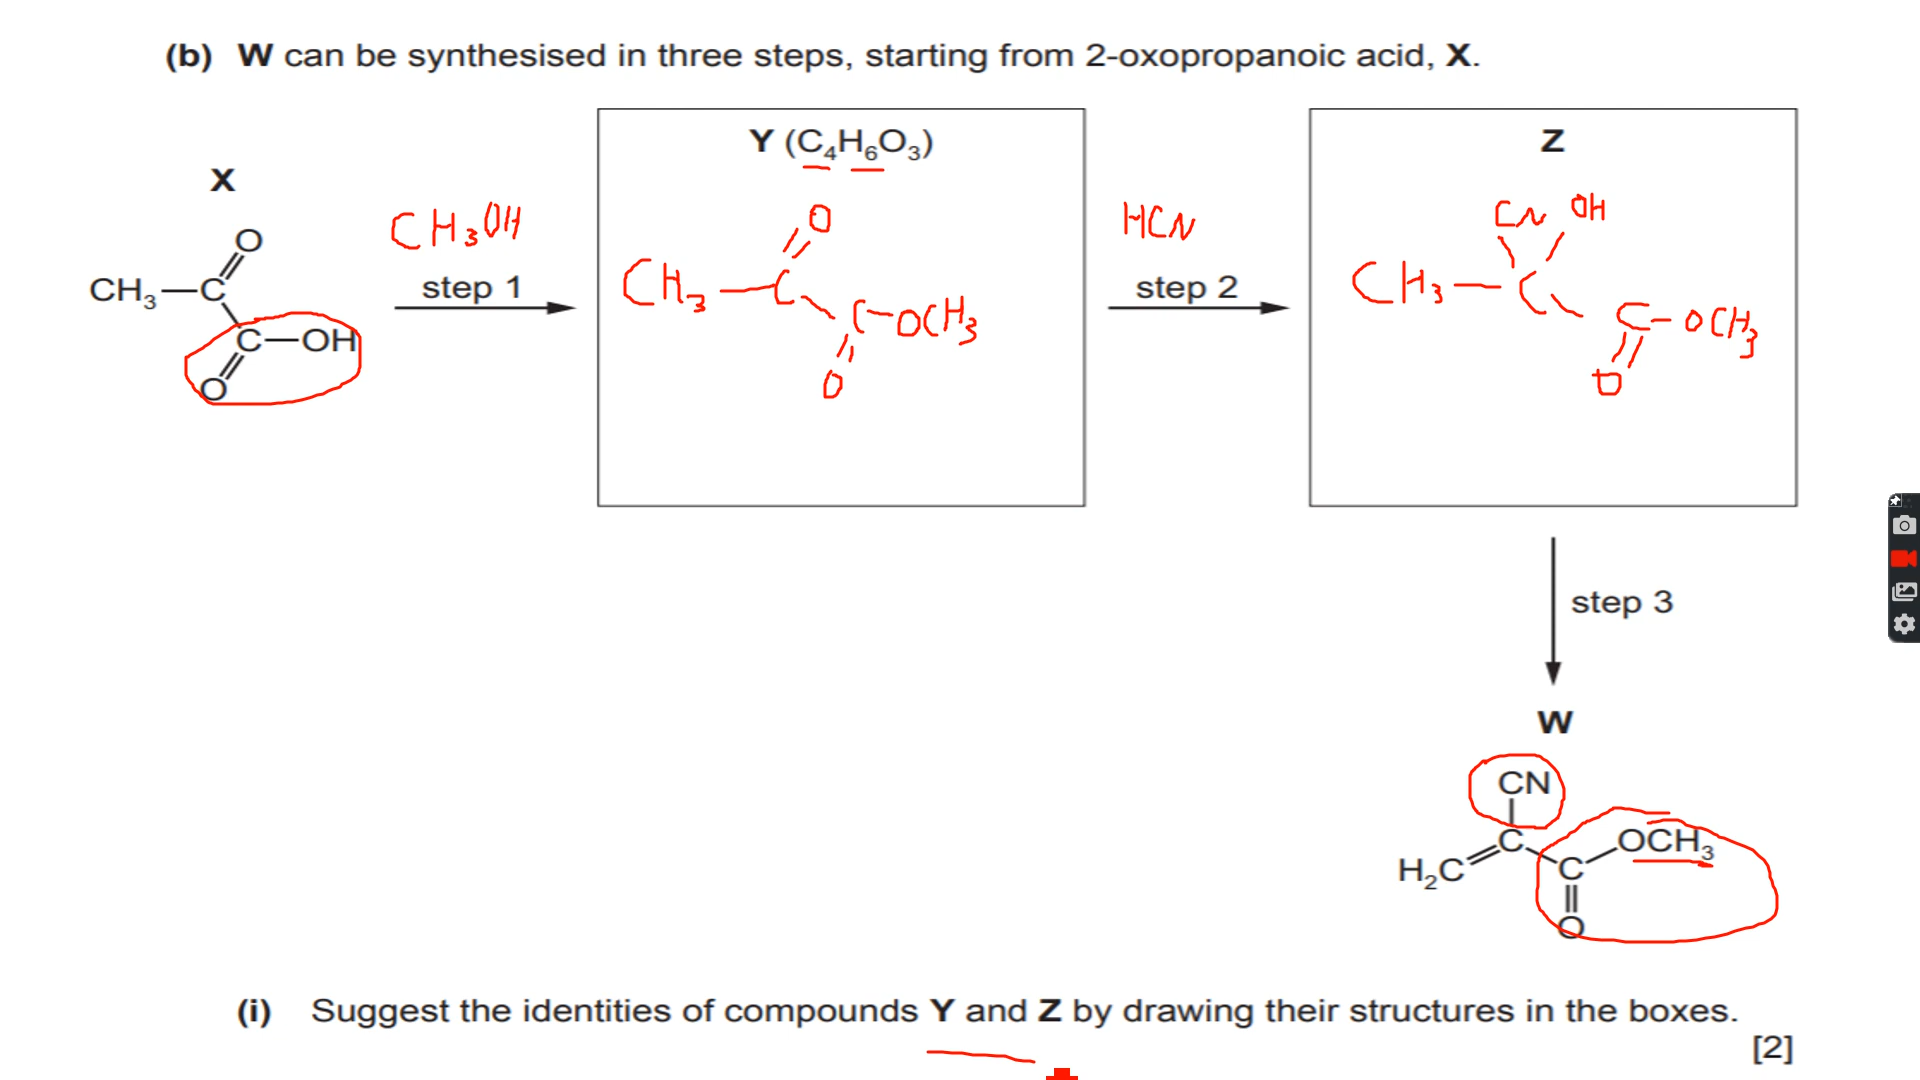 (b) W can be synthesised in three steps, starting from 2-oxopropanoic acid, X.
X
O
CH₃—C
C—OH
O
CH₃OH
step 1
Y (C₄H₆O₃)
O
CH₃—C
C—OCH₃
O
HCN
step 2
Z
CN OH
CH₃—C
C—OCH₃
O
step 3
W
CN
C OCH₃
H₂C C
O
(i) Suggest the identities of compounds Y and Z by drawing their structures in the boxes.
[2]